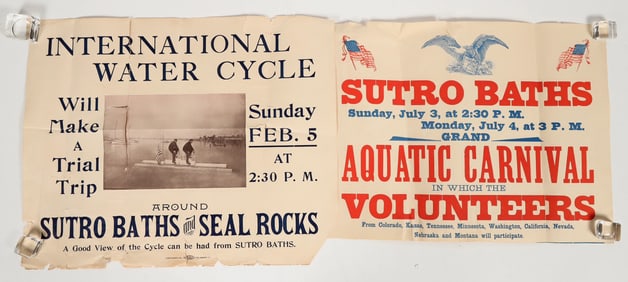 INTERNATIONAL
WATER CYCLE
Will
Make
A
Trial
Trip
Sunday
FEB. 5
AT
2:30 P. M.
AROUND
SUTRO BATHS and SEAL ROCKS
A Good View of the Cycle can be had from SUTRO BATHS.
SUTRO BATHS
Sunday, July 3, at 2:30 P. M.
Monday, July 4, at 3 P. M.
GRAND
AQUATIC CARNIVAL
IN WHICH THE
VOLUNTEERS
From Colorado, Kansas, Tennessee, Minnesota, Washington, California, Nevada,
Nebraska and Montana will participate.